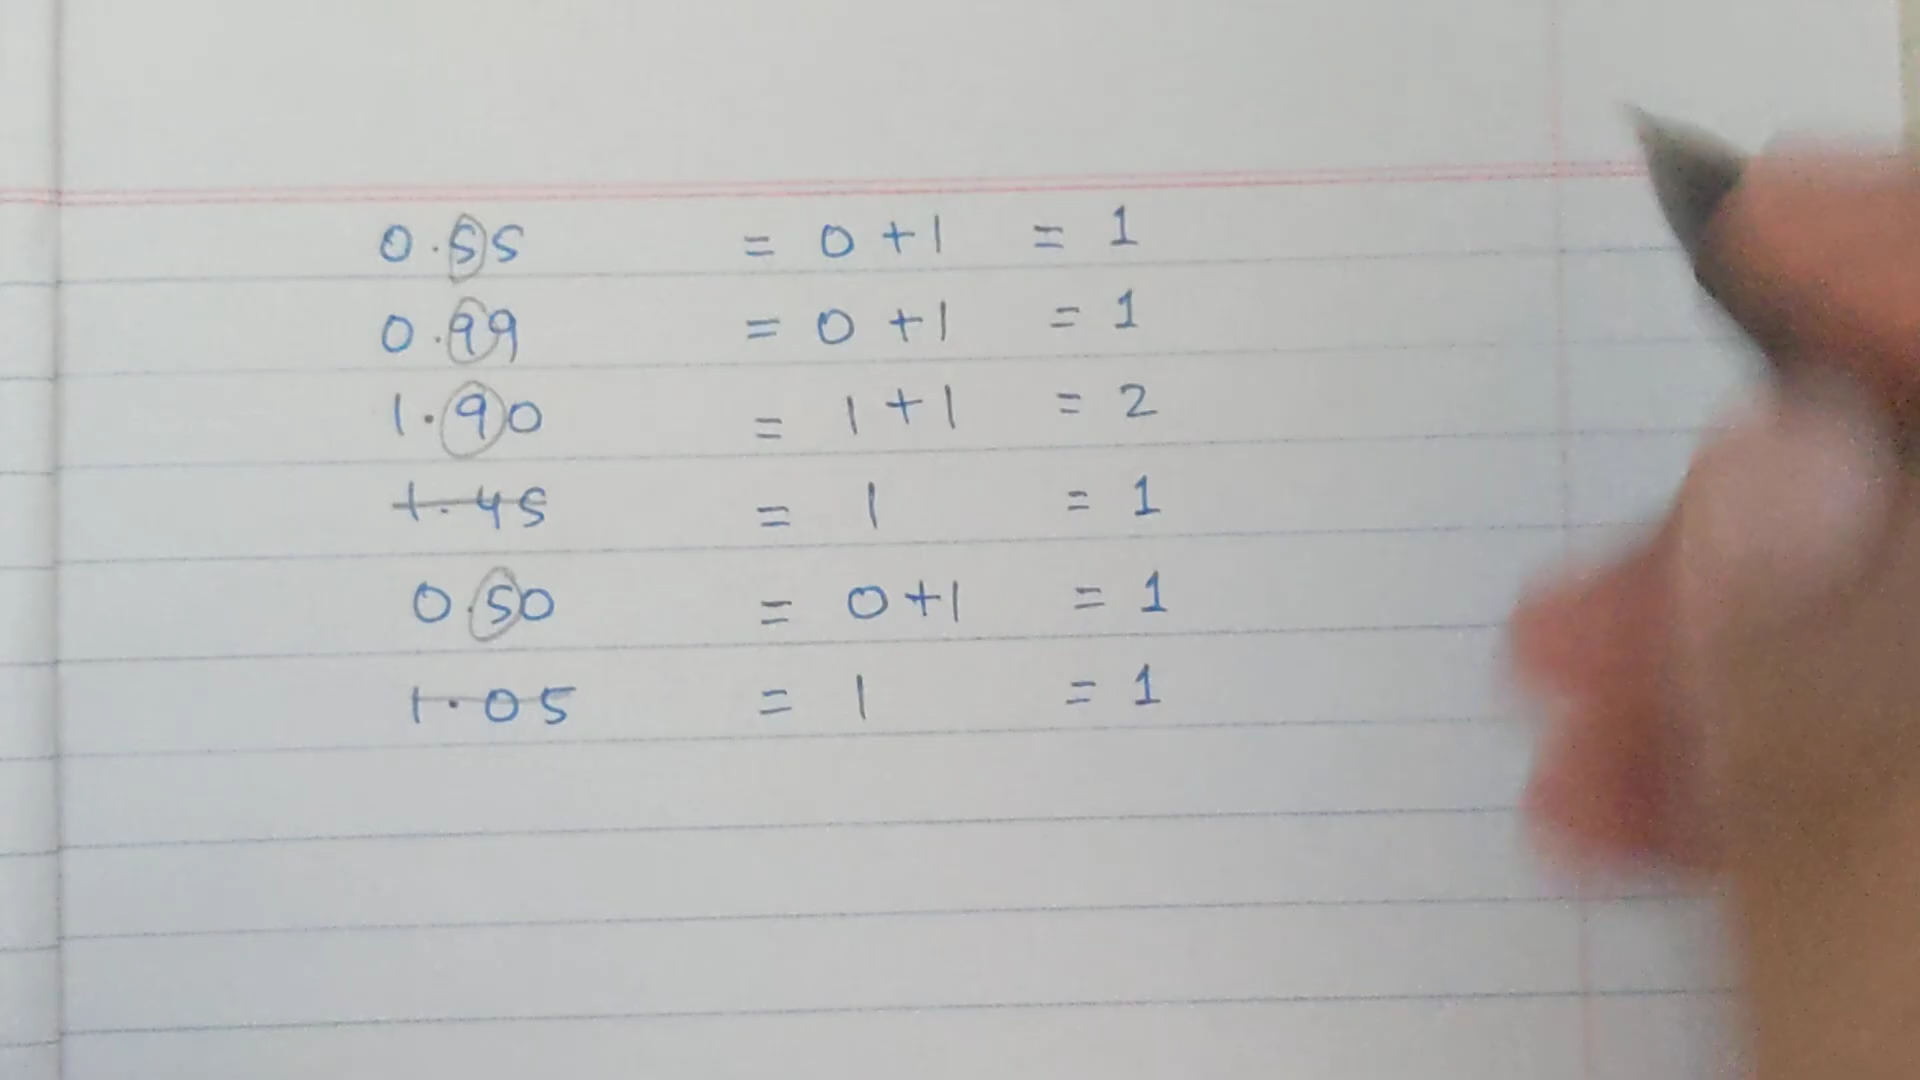 0.55 = 0+1 = 1
0.99 = 0+1 = 1
1.90 = 1+1 = 2
1.45 = 1 = 1
0.50 = 0+1 = 1
1.05 = 1 = 1